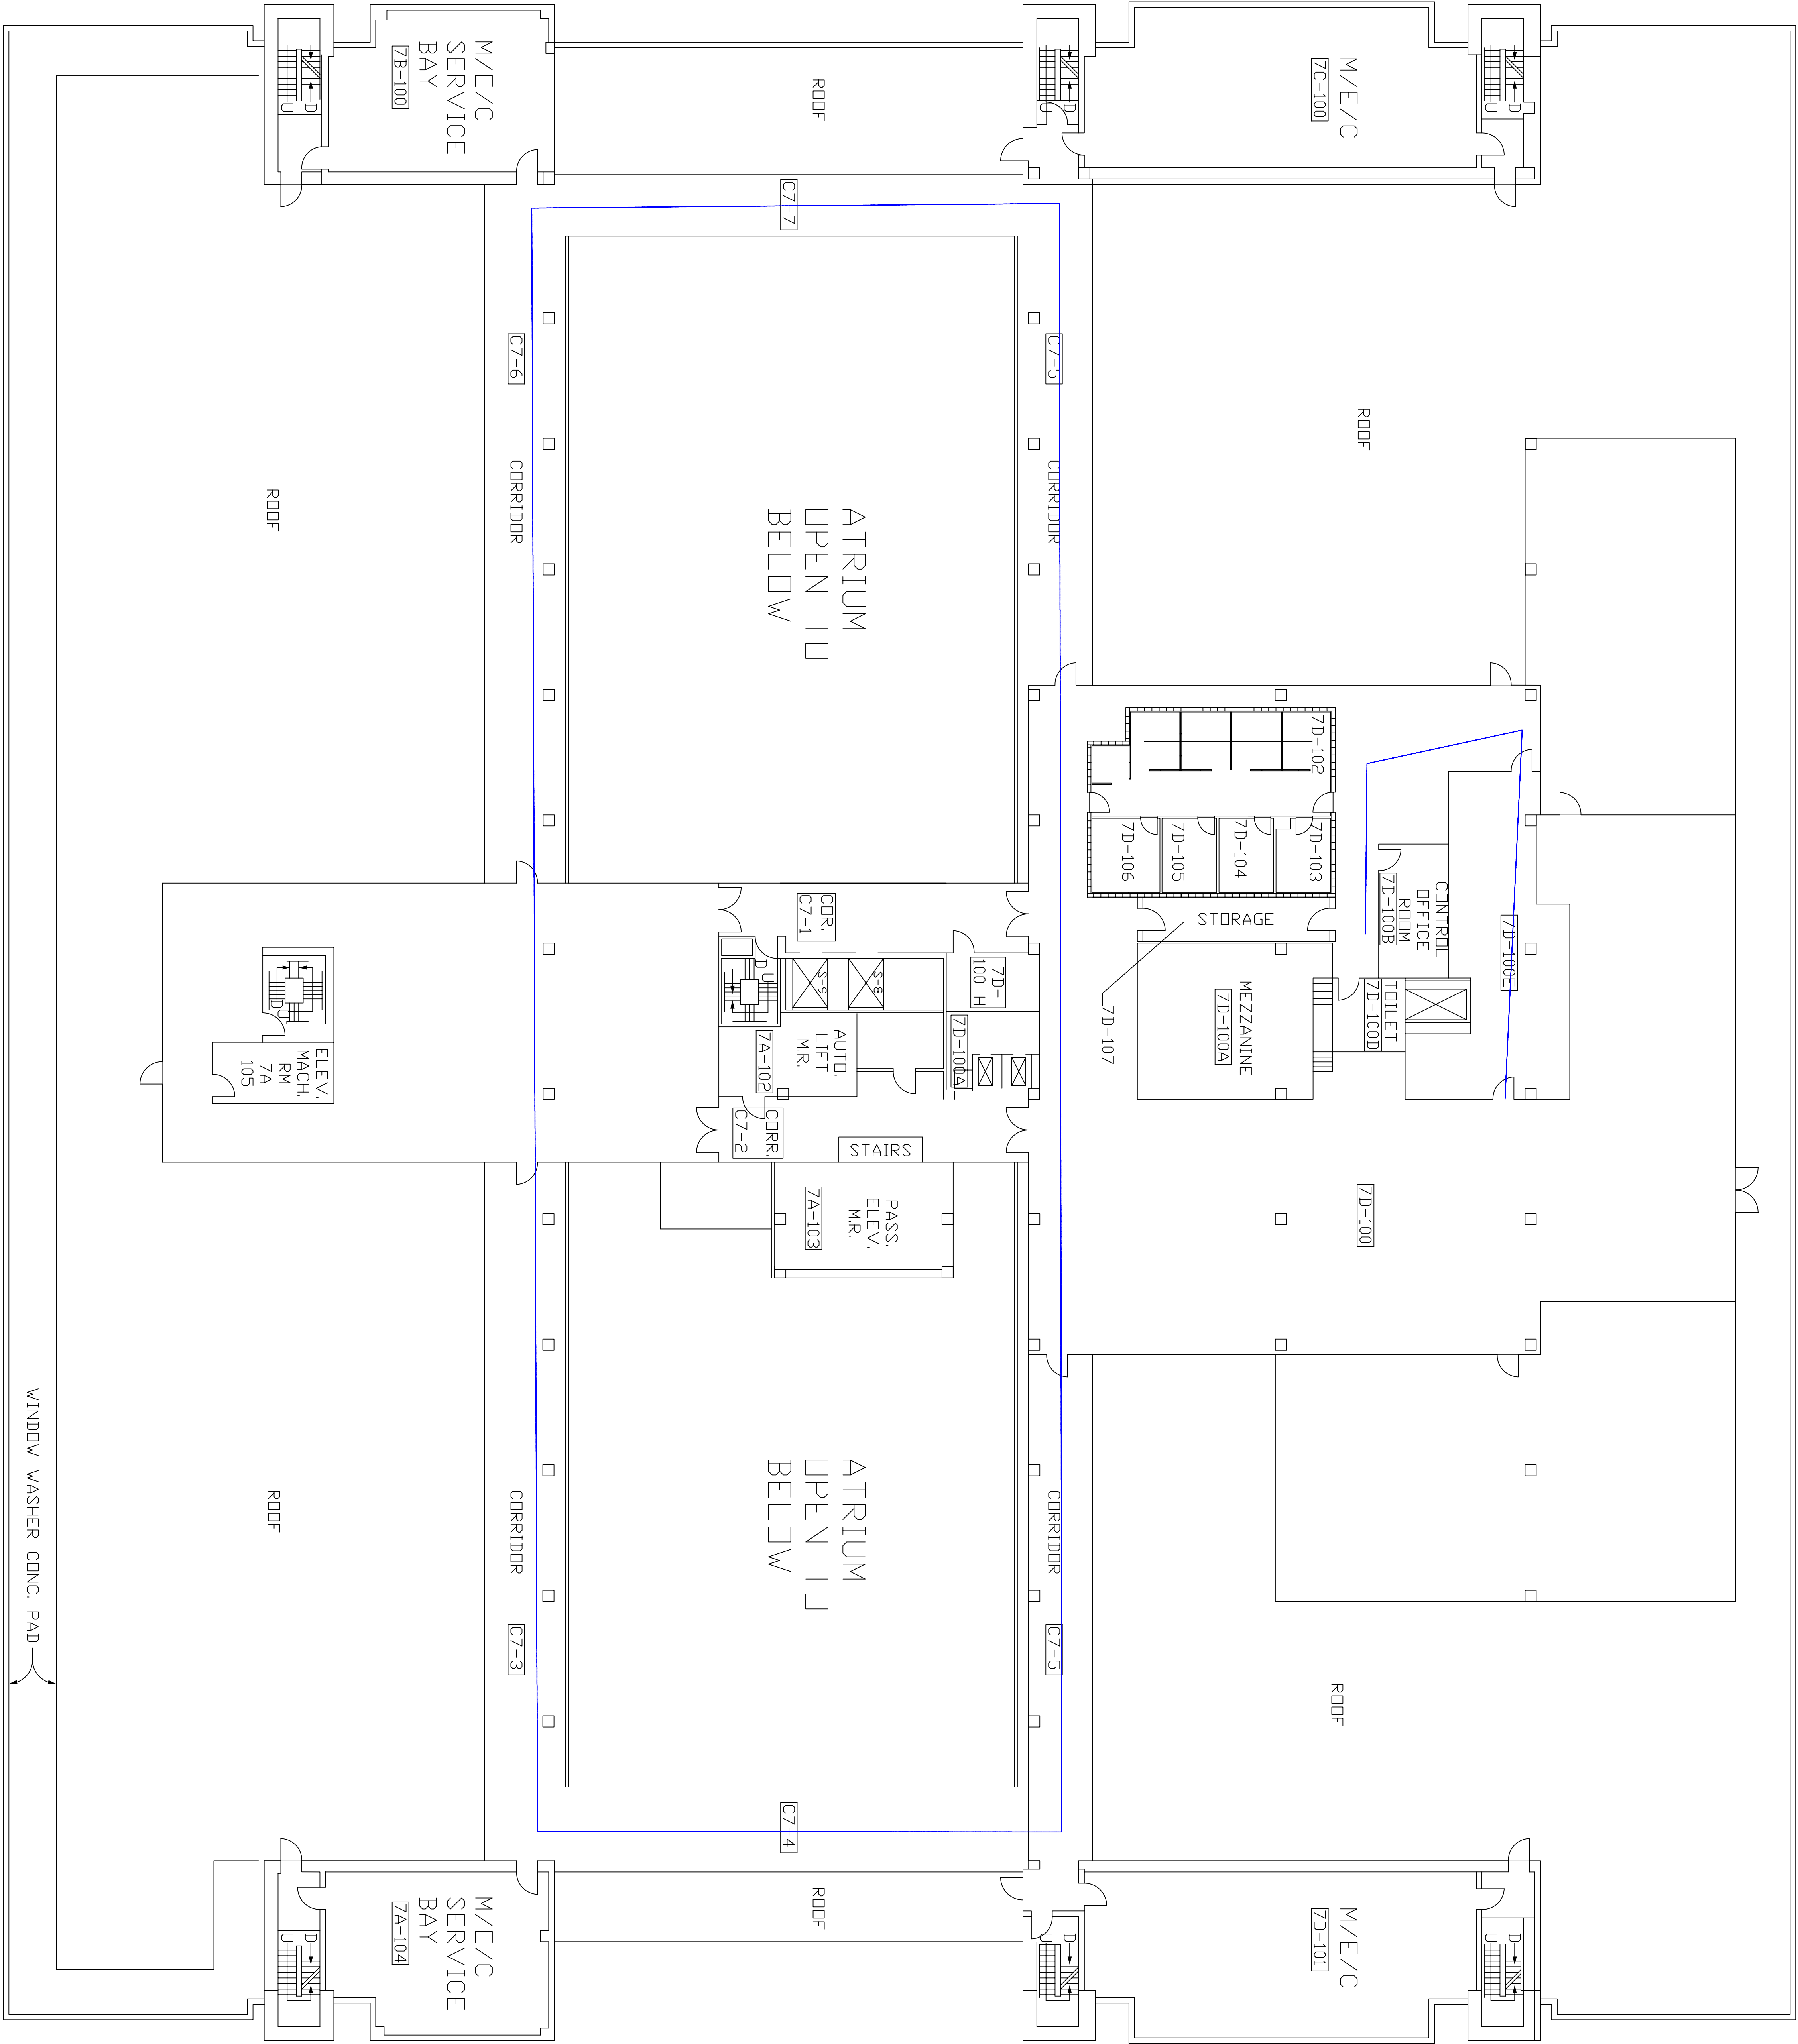 M/E/C
SERVICE
BAY
7B-100
U
D
ROOF
U
D
M/E/C
7C-100
U
D
C7-7
C7-6
C7-5
CORRIDOR
CORRIDOR
ROOF
ROOF
ATRIUM
OPEN TO
BELOW
7D-102
7D-103
7D-104
7D-105
7D-106
STORAGE
7D-107
CONTROL
OFFICE
ROOM
7D-100B
7D-100E
TOILET
7D-100D
MEZZANINE
7D-100A
COR.
C7-1
S-9
S-8
7D-
100 H
7D-100A
D
U
AUTO.
LIFT
M.R.
7A-102
CORR.
C7-2
STAIRS
D
U
ELEV.
MACH.
RM
7A
105
PASS.
ELEV.
M.R.
7A-103
7D-100
ATRIUM
OPEN TO
BELOW
CORRIDOR
CORRIDOR
C7-3
C7-5
ROOF
ROOF
WINDOW WASHER CONC. PAD
C7-4
M/E/C
SERVICE
BAY
7A-104
U
D
ROOF
U
D
M/E/C
7D-101
U
D